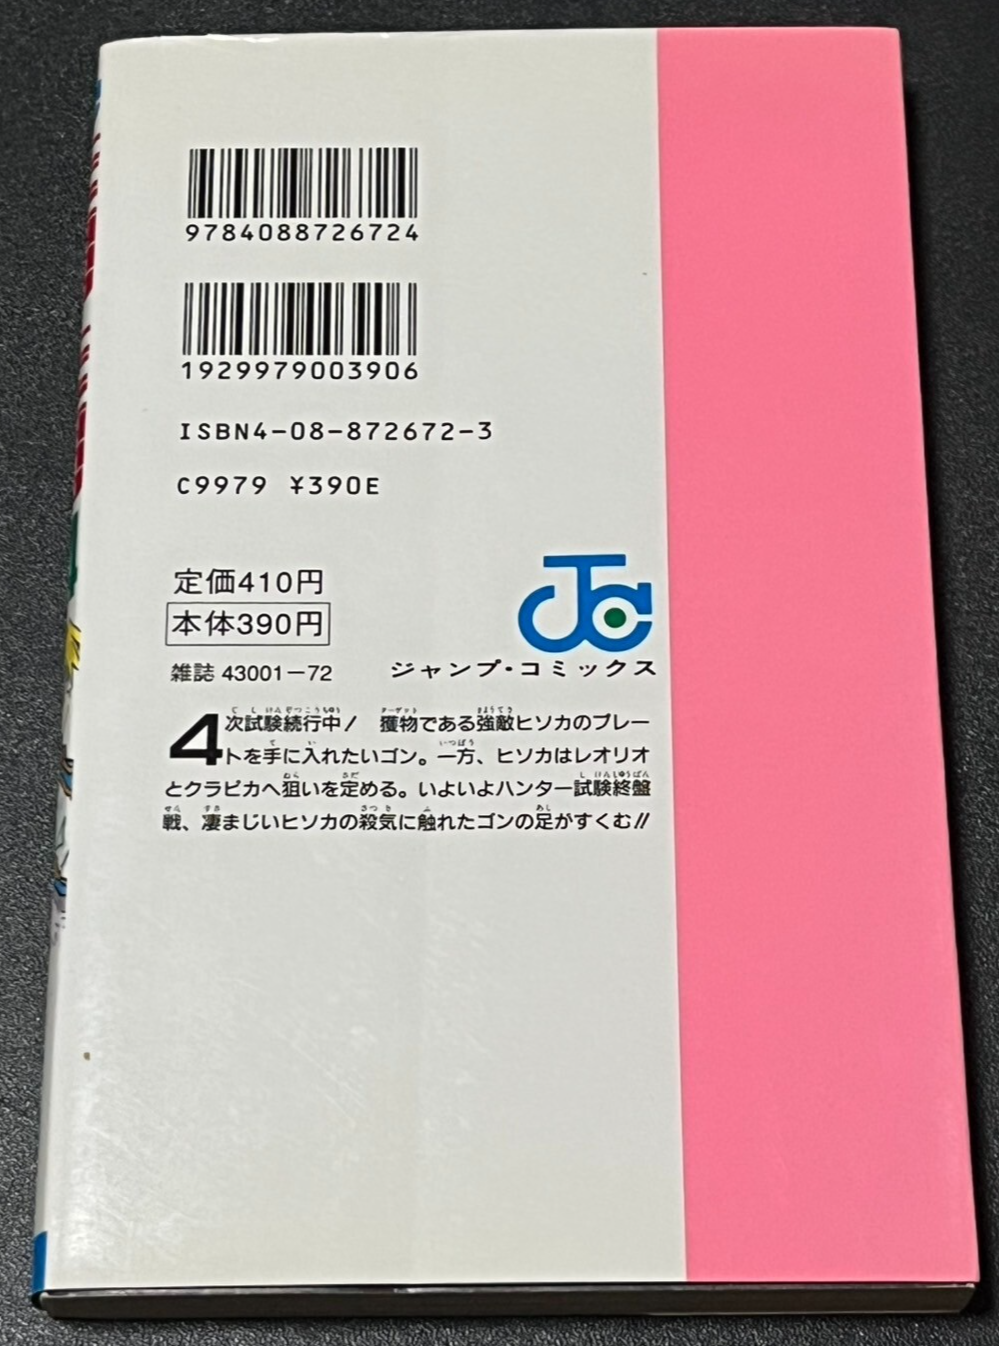 9784088726724
1929979003906
ISBN4-08-872672-3
C9979 ¥390E
定価410円
本体390円
雑誌 43001-72
JC
ジャンプ・コミックス
4次試験続行中! 獲物である強敵ヒソカのプレー
トを手に入れたいゴン。一方、ヒソカはレオリオ
とクラピカへ狙いを定める。いよいよハンター試験終盤
戦、凄まじいヒソカの殺気に触れたゴンの足がすくむ!!